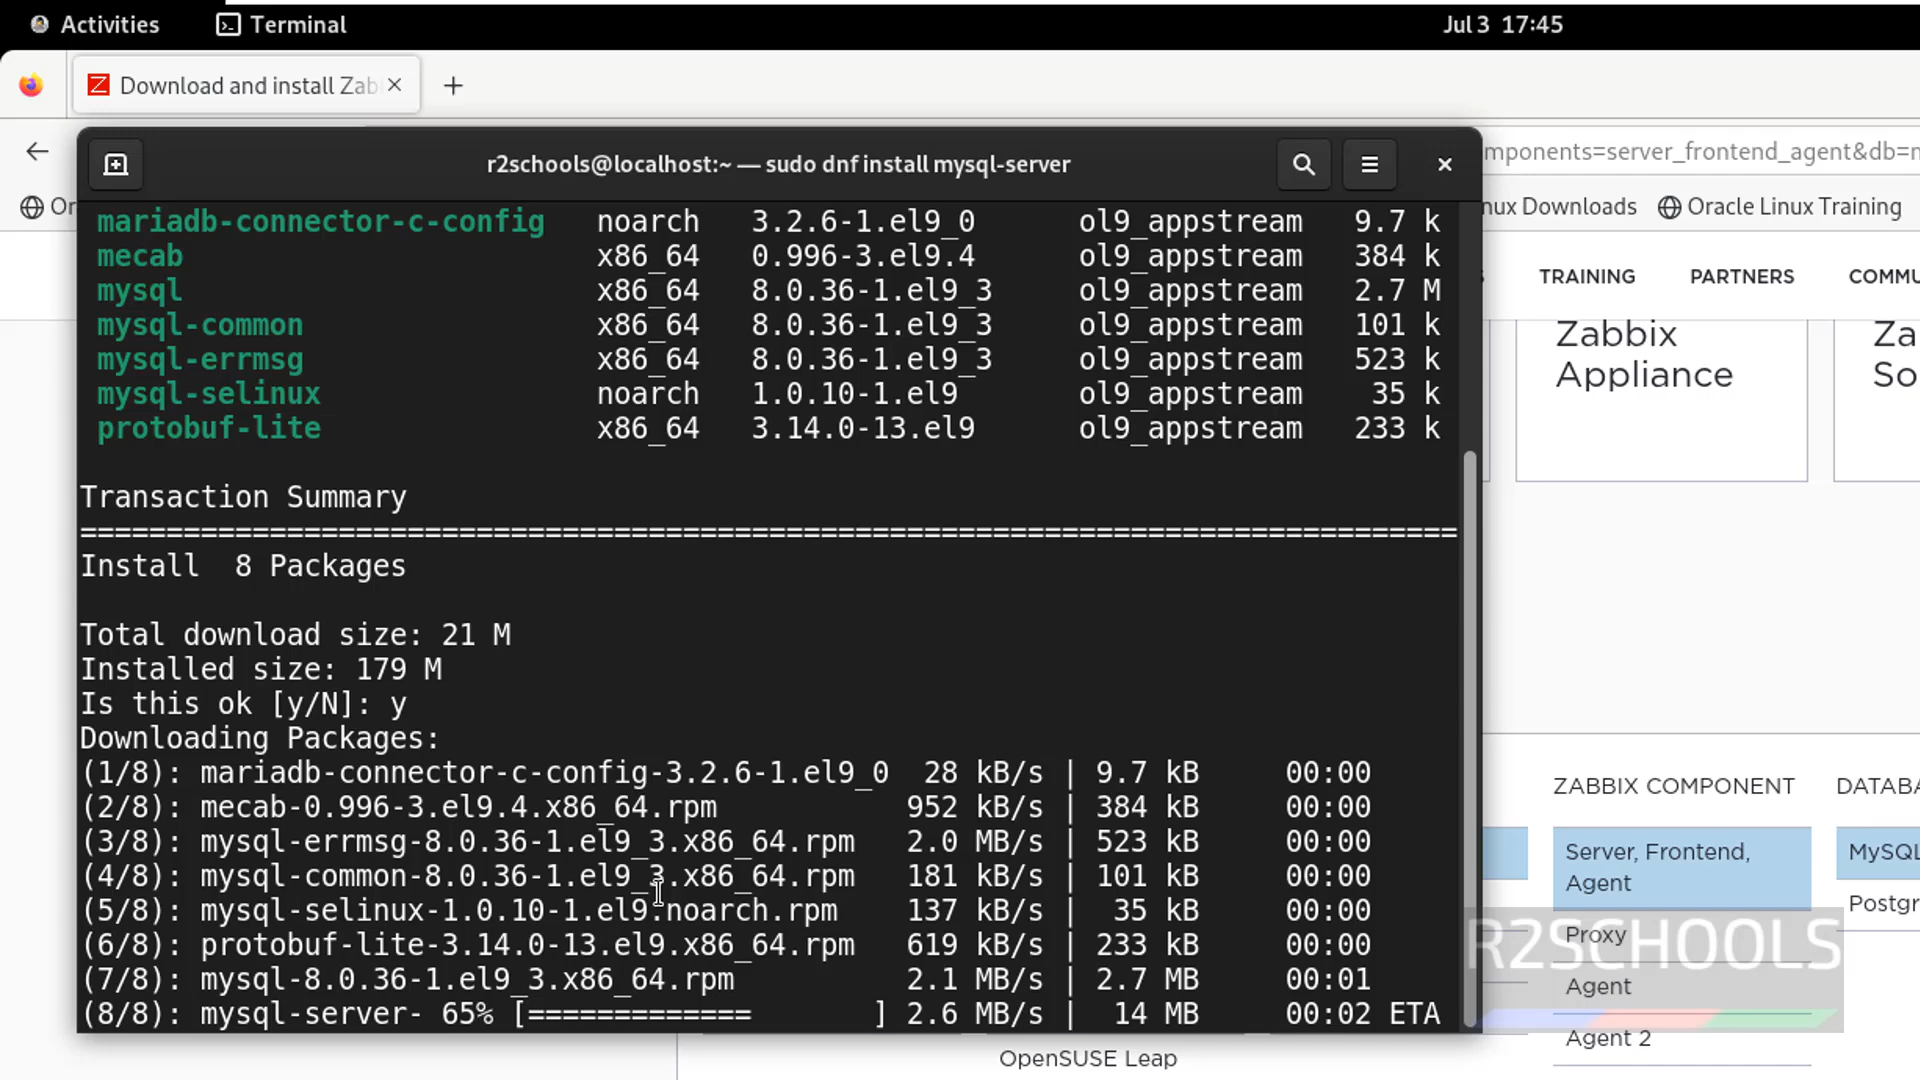 Activities Terminal Jul 3 17:45
Download and install Zab
r2schools@localhost:~ — sudo dnf install mysql-server
mponents=server_frontend_agent&db=
Or
nux Downloads Oracle Linux Training
TRAINING PARTNERS COMMU
mariadb-connector-c-config noarch 3.2.6-1.el9_0 ol9_appstream 9.7 k
mecab x86_64 0.996-3.el9.4 ol9_appstream 384 k
mysql x86_64 8.0.36-1.el9_3 ol9_appstream 2.7 M
mysql-common x86_64 8.0.36-1.el9_3 ol9_appstream 101 k
mysql-errmsg x86_64 8.0.36-1.el9_3 ol9_appstream 523 k
mysql-selinux noarch 1.0.10-1.el9 ol9_appstream 35 k
protobuf-lite x86_64 3.14.0-13.el9 ol9_appstream 233 k
Transaction Summary
================================================================================
Install 8 Packages
Total download size: 21 M
Installed size: 179 M
Is this ok [y/N]: y
Downloading Packages:
(1/8): mariadb-connector-c-config-3.2.6-1.el9_0 28 kB/s | 9.7 kB 00:00
(2/8): mecab-0.996-3.el9.4.x86_64.rpm 952 kB/s | 384 kB 00:00
(3/8): mysql-errmsg-8.0.36-1.el9_3.x86_64.rpm 2.0 MB/s | 523 kB 00:00
(4/8): mysql-common-8.0.36-1.el9_3.x86_64.rpm 181 kB/s | 101 kB 00:00
(5/8): mysql-selinux-1.0.10-1.el9.noarch.rpm 137 kB/s | 35 kB 00:00
(6/8): protobuf-lite-3.14.0-13.el9.x86_64.rpm 619 kB/s | 233 kB 00:00
(7/8): mysql-8.0.36-1.el9_3.x86_64.rpm 2.1 MB/s | 2.7 MB 00:01
(8/8): mysql-server- 65% [============= ] 2.6 MB/s | 14 MB 00:02 ETA
Zabbix
Appliance
Za
So
ZABBIX COMPONENT
Server, Frontend,
Agent
Proxy
Agent
Agent 2
DATABA
MySQL
Postgr
R2SCHOOLS
OpenSUSE Leap